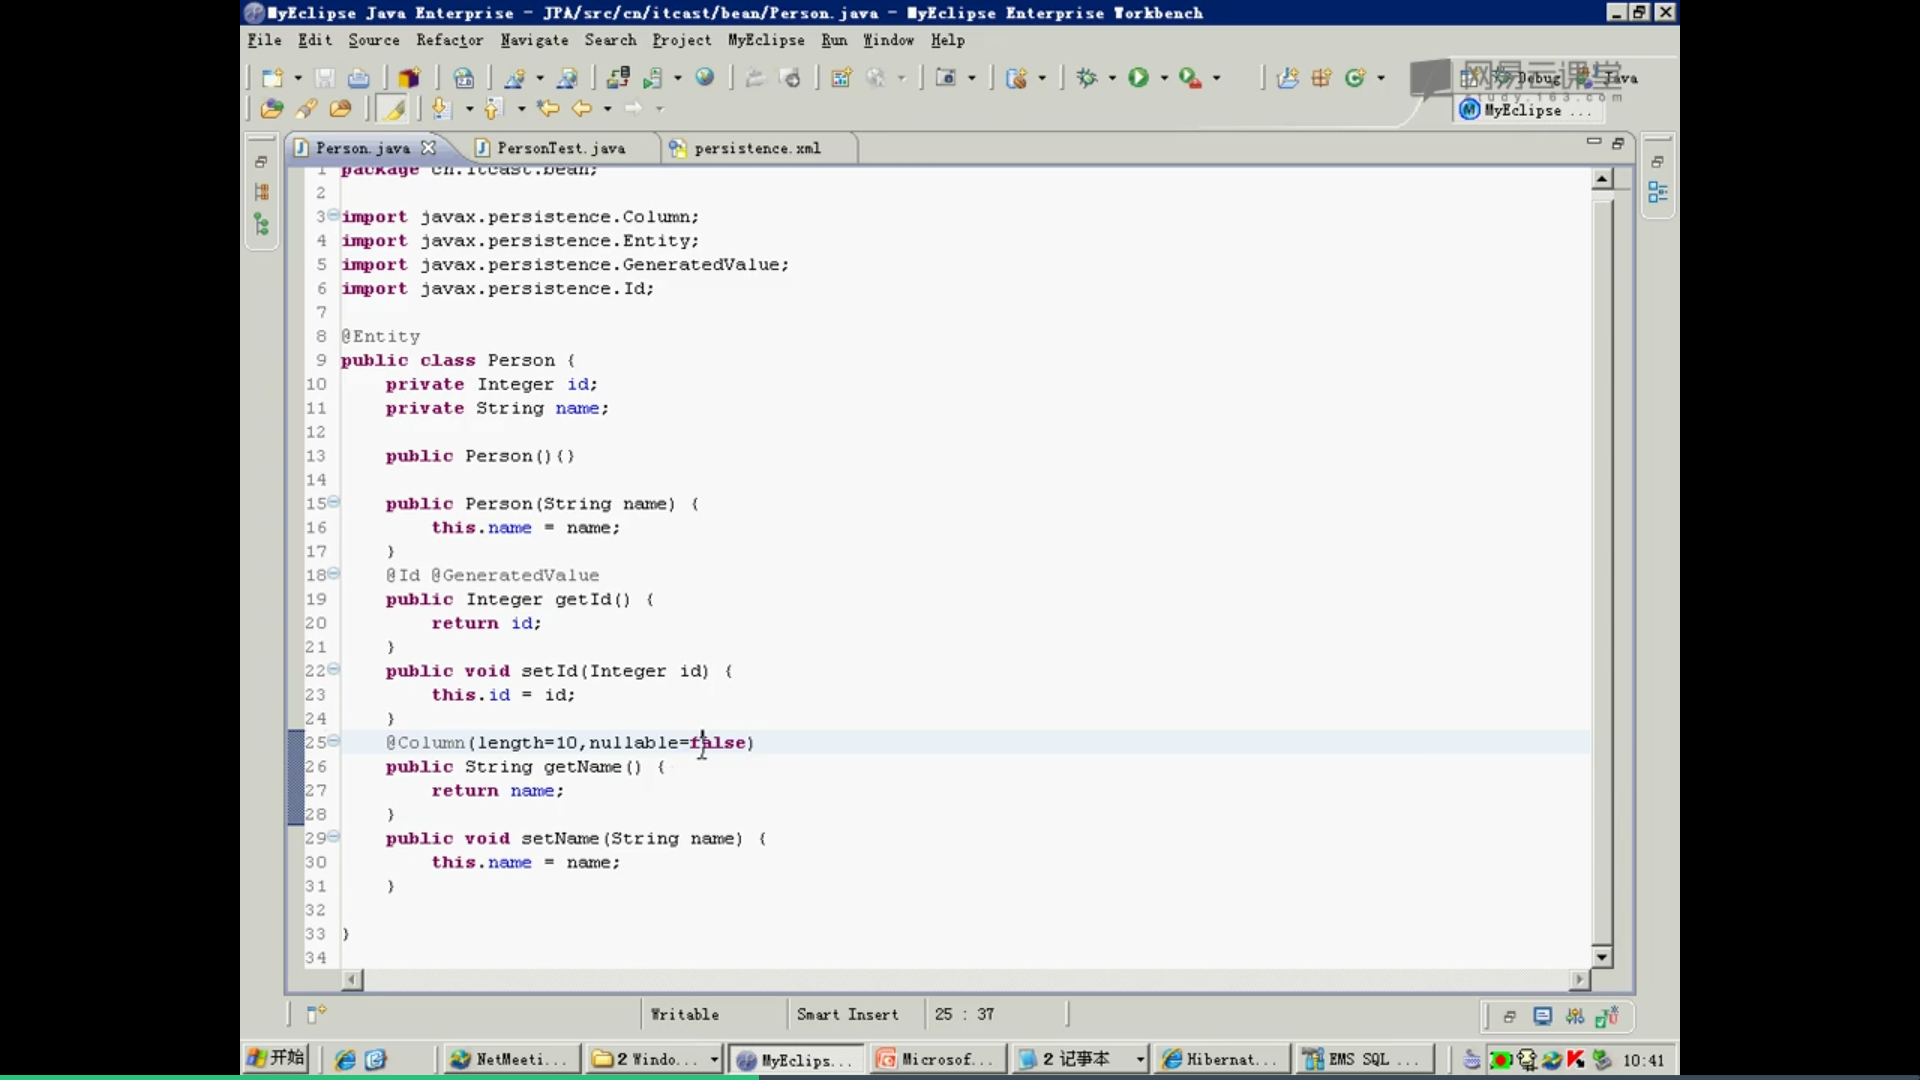 MyEclipse Java Enterprise - JPA/src/cn/itcast/bean/Person.java - MyEclipse Enterprise Workbench
File Edit Source Refactor Navigate Search Project MyEclipse Run Window Help
网易云课堂
Debug Java
study.163.com
MyEclipse ...
Person.java PersonTest.java persistence.xml
1 package cn.itcast.bean;
2
3 import javax.persistence.Column;
4 import javax.persistence.Entity;
5 import javax.persistence.GeneratedValue;
6 import javax.persistence.Id;
7
8 @Entity
9 public class Person {
10 private Integer id;
11 private String name;
12
13 public Person(){}
14
15 public Person(String name) {
16 this.name = name;
17 }
18 @Id @GeneratedValue
19 public Integer getId() {
20 return id;
21 }
22 public void setId(Integer id) {
23 this.id = id;
24 }
25 @Column(length=10,nullable=false)
26 public String getName() {
27 return name;
28 }
29 public void setName(String name) {
30 this.name = name;
31 }
32
33 }
34
Writable Smart Insert 25 : 37
开始 NetMeeti... 2 Windo... MyEclips... Microsof... 2 记事本 Hibernat... EMS SQL ... 10:41